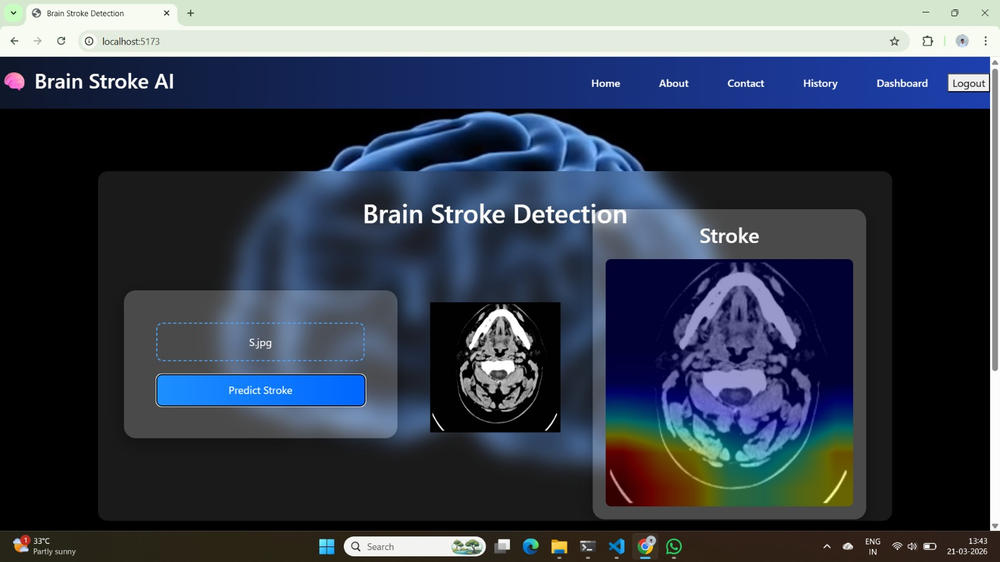 Brain Stroke Detection
localhost:5173
Brain Stroke AI
Home
About
Contact
History
Dashboard
Logout
Brain Stroke Detection
S.jpg
Predict Stroke
Stroke
1
33°C
Partly sunny
Search
ENG
IN
13:43
21-03-2026